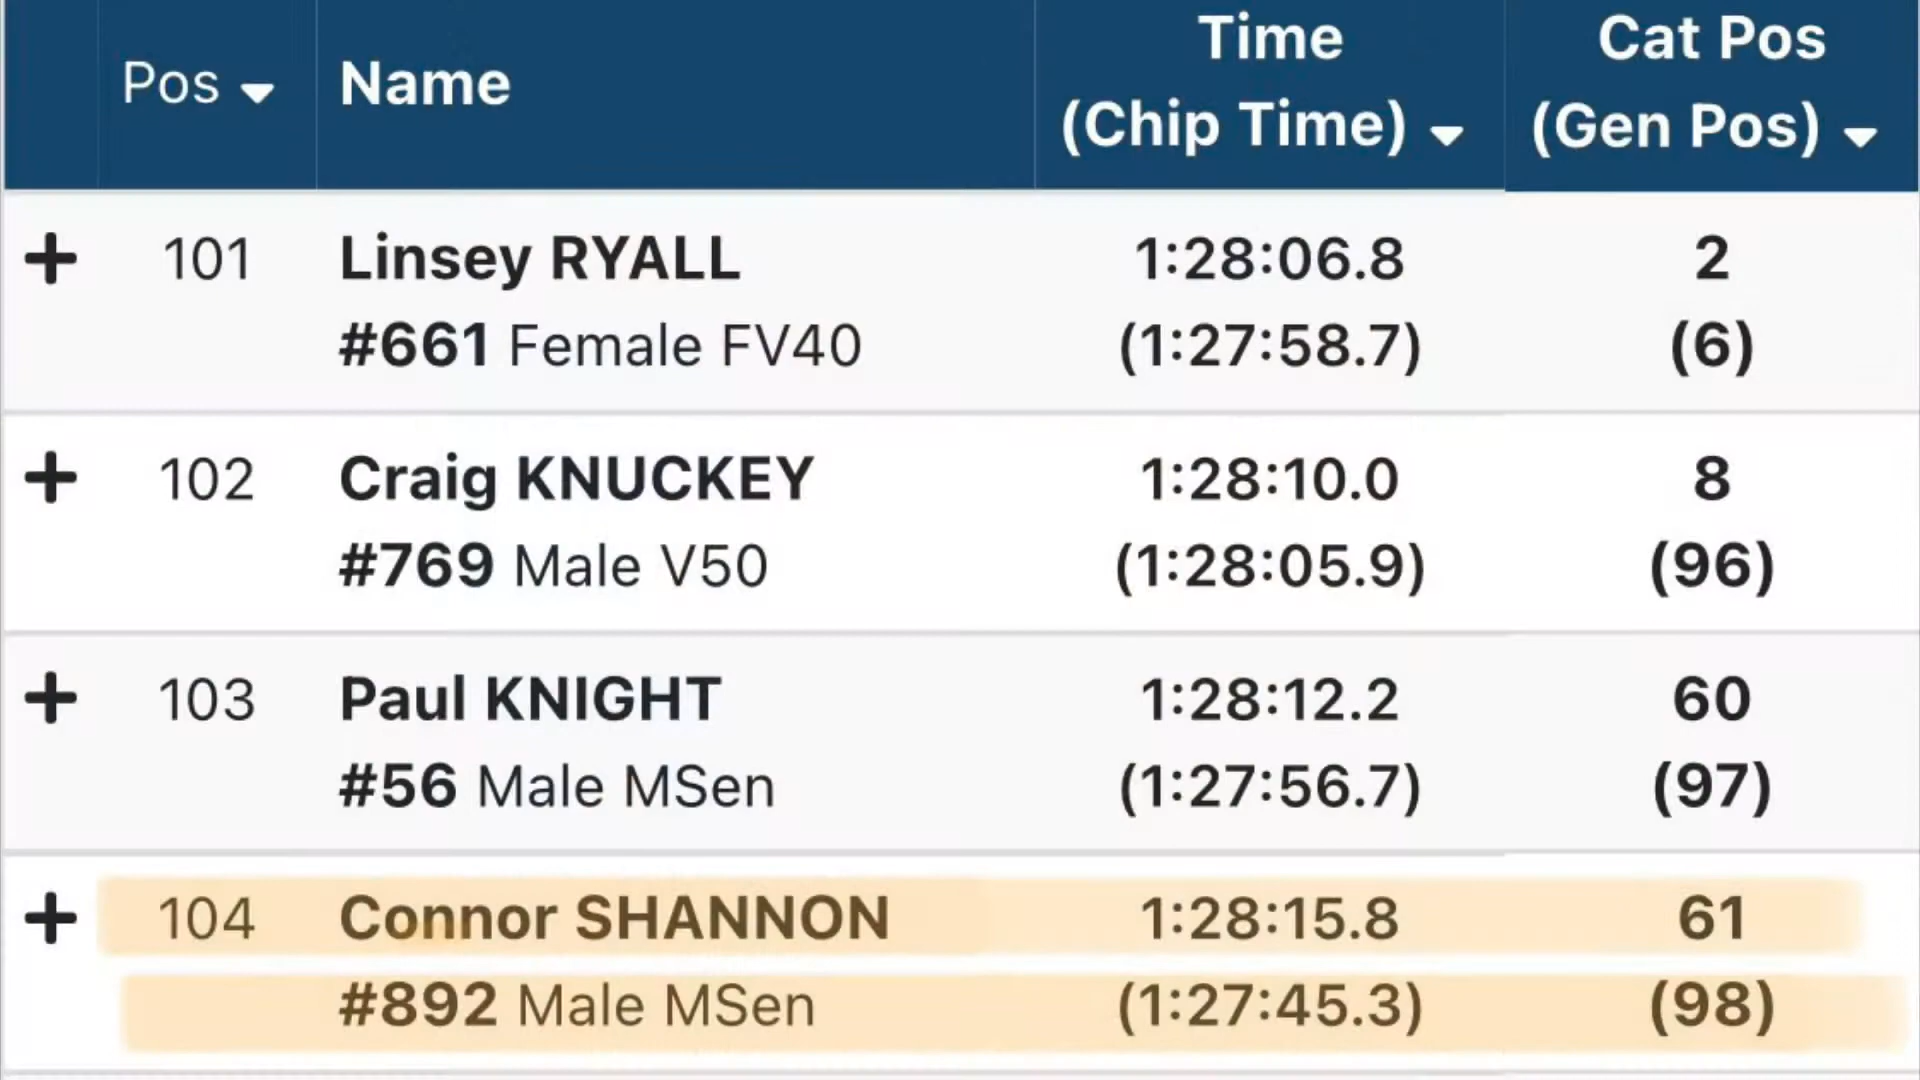 Pos Name Time (Chip Time) Cat Pos (Gen Pos)
101 Linsey RYALL 1:28:06.8 2
#661 Female FV40 (1:27:58.7) (6)
102 Craig KNUCKEY 1:28:10.0 8
#769 Male V50 (1:28:05.9) (96)
103 Paul KNIGHT 1:28:12.2 60
#56 Male MSen (1:27:56.7) (97)
104 Connor SHANNON 1:28:15.8 61
#892 Male MSen (1:27:45.3) (98)